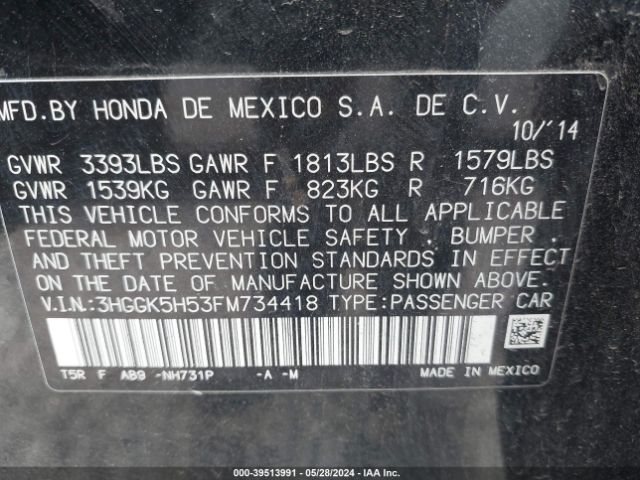 MFD.BY HONDA DE MEXICO S.A. DE C.V.
10/'14
GVWR 3393LBS GAWR F 1813LBS R 1579LBS
GVWR 1539KG GAWR F 823KG R 716KG
THIS VEHICLE CONFORMS TO ALL APPLICABLE
FEDERAL MOTOR VEHICLE SAFETY , BUMPER ,
AND THEFT PREVENTION STANDARDS IN EFFECT
ON THE DATE OF MANUFACTURE SHOWN ABOVE.
V.I.N.:3HGGK5H53FM734418 TYPE:PASSENGER CAR
T5R F AB9 -NH731P -A -M MADE IN MEXICO
000-39513991 | 05/28/2024 | IAA Inc.